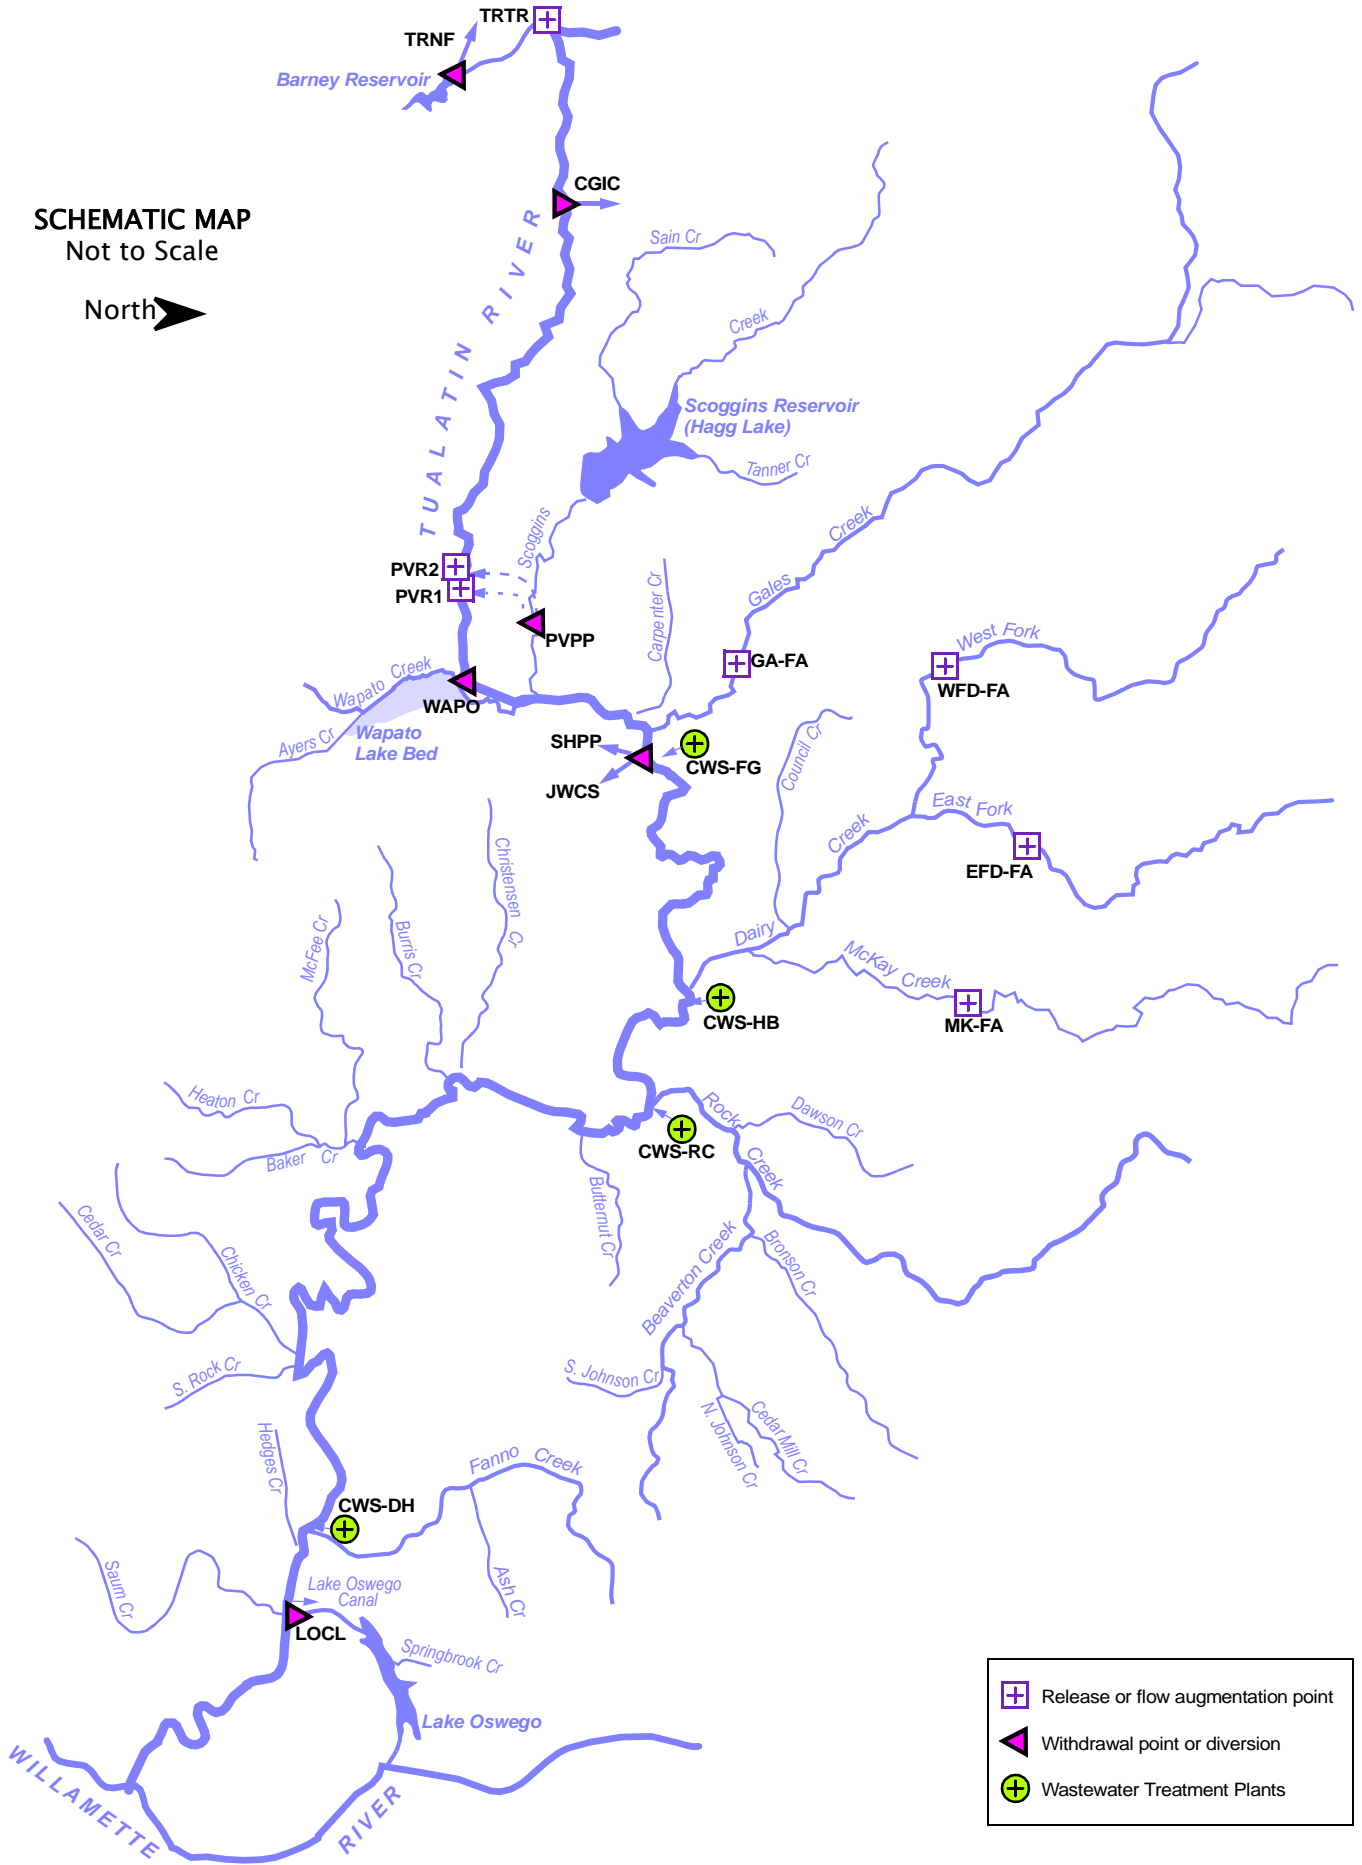 TRTR
TRNF
Barney Reservoir
CGIC
SCHEMATIC MAP
Not to Scale
North
TUALATIN RIVER
Sain Cr
Creek
Scoggins Reservoir
(Hagg Lake)
Tanner Cr
Scoggins
Creek
Gales
PVR2
PVR1
PVPP
Carpenter Cr
GA-FA
West Fork
WFD-FA
Wapato Creek
WAPO
Wapato
Lake Bed
Ayers Cr
SHPP
CWS-FG
JWCS
Council Cr
East Fork
EFD-FA
Creek
Dairy
Christensen Cr
Burris Cr
McFee Cr
McKay Creek
MK-FA
CWS-HB
Heaton Cr
Baker Cr
Rock
Creek
Dawson Cr
CWS-RC
Butternut Cr
Beaverton Creek
Bronson Cr
Cedar Cr
Chicken Cr
S. Rock Cr
S. Johnson Cr
N. Johnson Cr
Cedar Mill Cr
Hedges Cr
Fanno Creek
CWS-DH
Ash Cr
Saum Cr
Lake Oswego
Canal
LOCL
Springbrook Cr
Lake Oswego
WILLAMETTE
RIVER
Release or flow augmentation point
Withdrawal point or diversion
Wastewater Treatment Plants